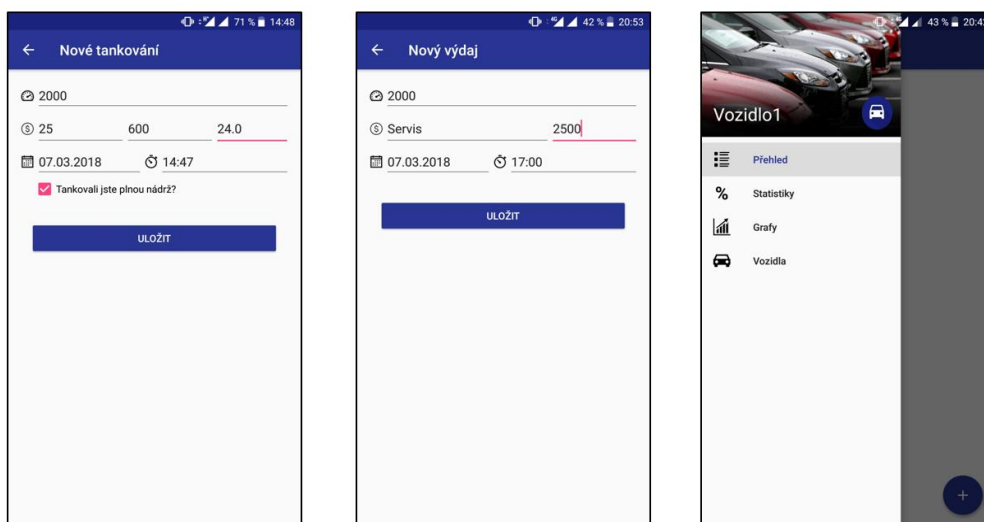 71 % 14:48
Nové tankování
2000
25 600 24.0
07.03.2018 14:47
Tankovali jste plnou nádrž?
ULOŽIT
42 % 20:53
Nový výdaj
2000
Servis 2500
07.03.2018 17:00
ULOŽIT
43 %
Vozidlo1
Přehled
% Statistiky
Grafy
Vozidla